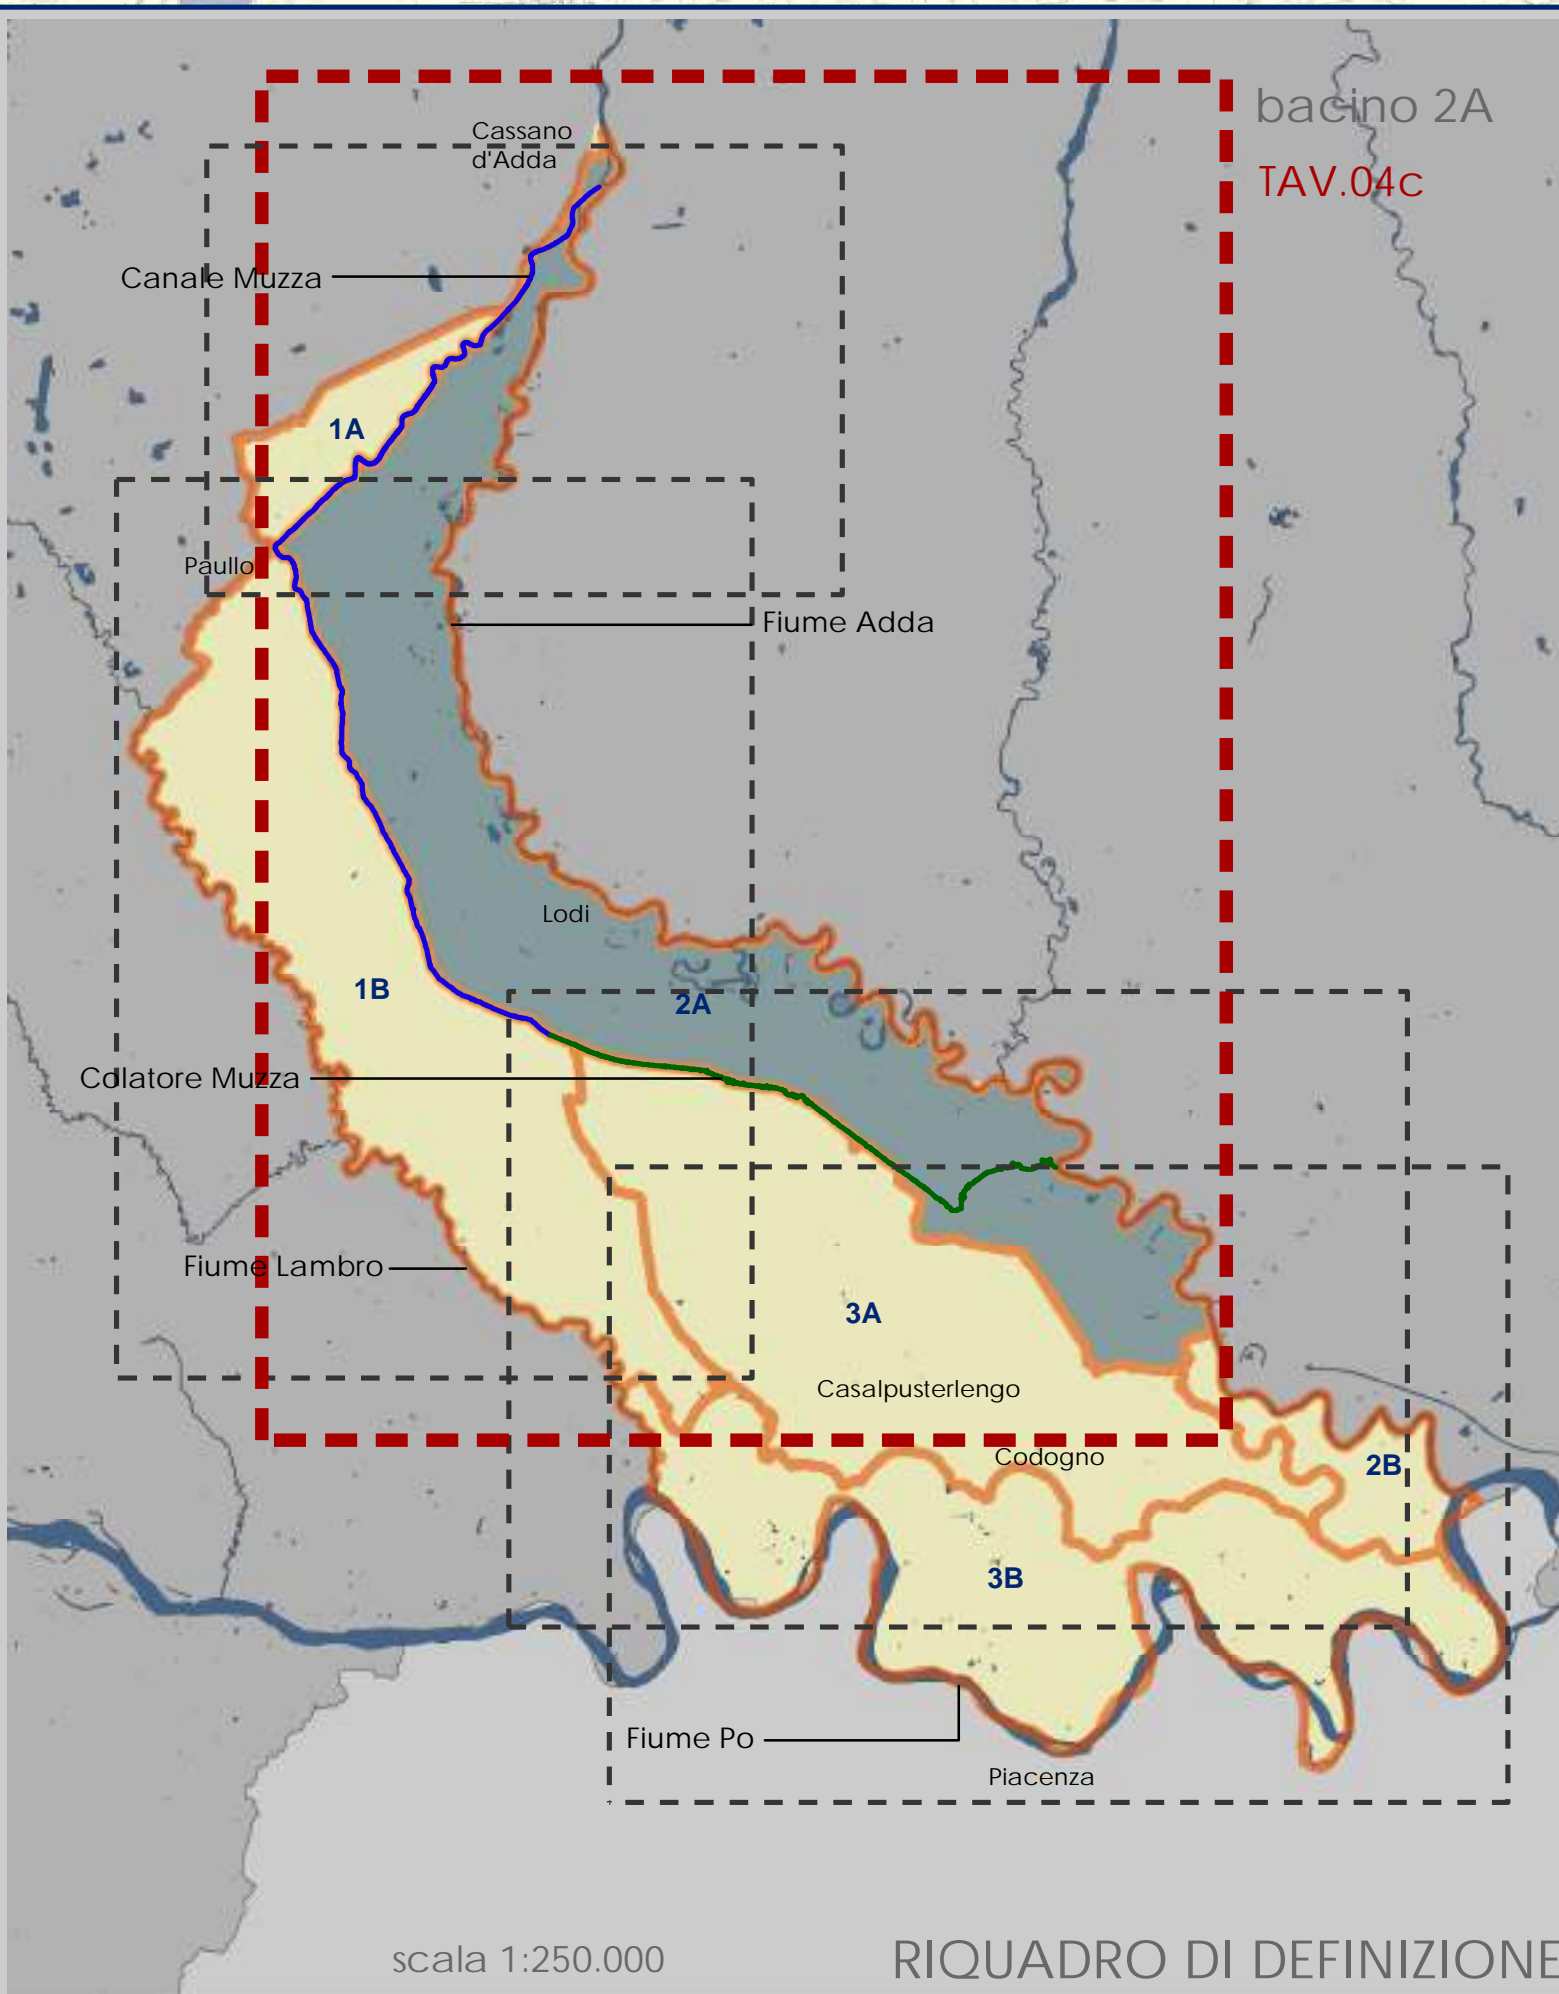 bacino 2A
Cassano
d'Adda
TAV.04c
Canale Muzza
1A
Paullo
Fiume Adda
Lodi
1B
2A
Colatore Muzza
Fiume Lambro
3A
Casalpusterlengo
Codogno
2B
3B
Fiume Po
Piacenza
scala 1:250.000
RIQUADRO DI DEFINIZIONE